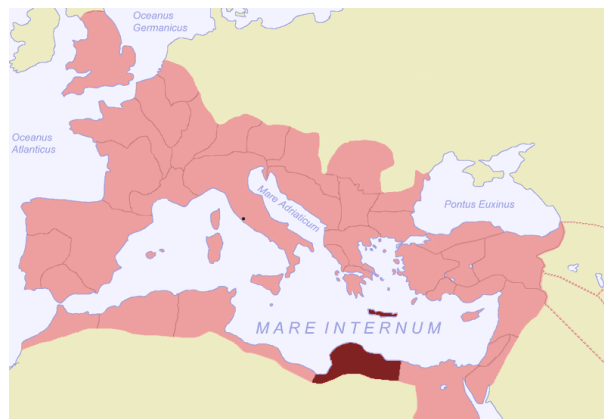 Oceanus
Germanicus
Oceanus
Atlanticus
Mare Adriaticum
Pontus Euxinus
MARE INTERNUM